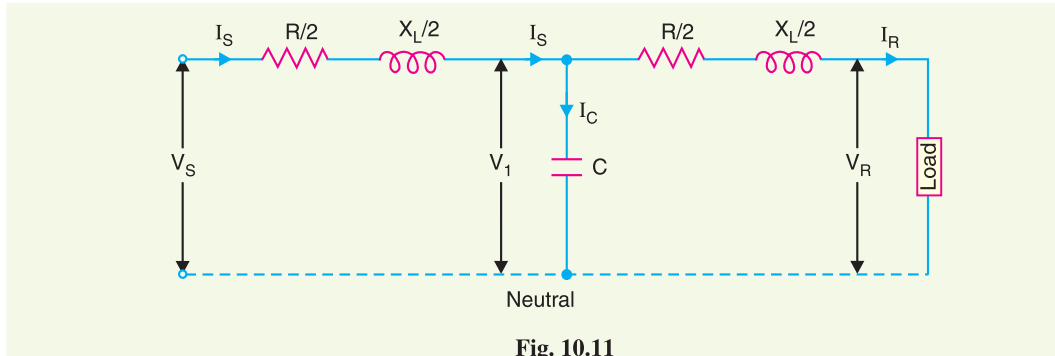 I_S R/2 X_L/2 I_S R/2 X_L/2 I_R
I_C
V_S V_1 C V_R Load
Neutral
Fig. 10.11